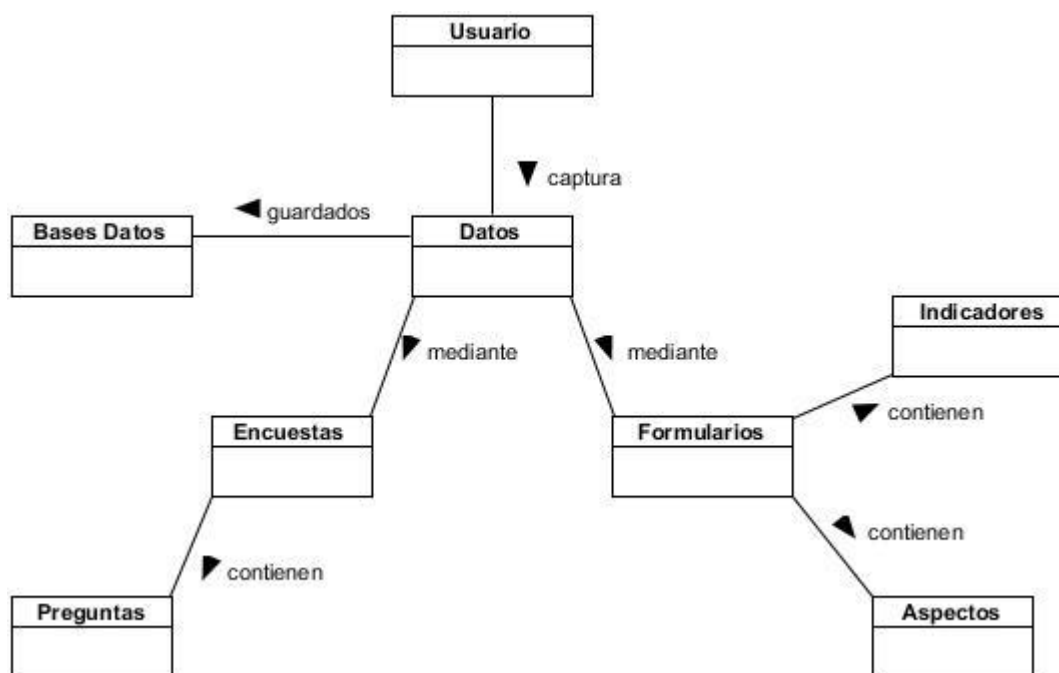 Usuario
captura
guardados
Bases Datos
Datos
Indicadores
mediante
mediante
contienen
Encuestas
Formularios
contienen
contienen
Preguntas
Aspectos